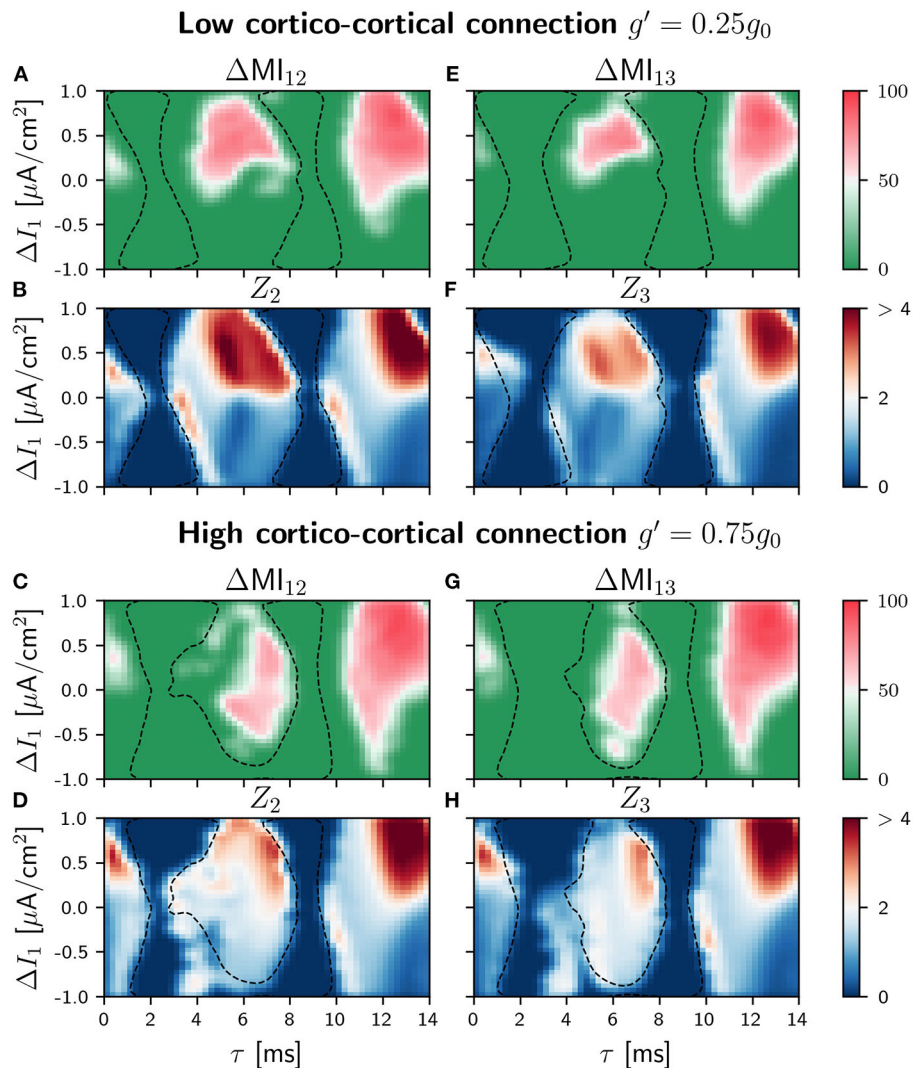 Low cortico-cortical connection g′ = 0.25g₀
A ΔMI₁₂ E ΔMI₁₃
ΔI₁ [μA/cm²] 1.0 0.5 0.0 -0.5 -1.0 100 50 0
B Z₂ F Z₃
ΔI₁ [μA/cm²] 1.0 0.5 0.0 -0.5 -1.0 > 4 2 0
High cortico-cortical connection g′ = 0.75g₀
C ΔMI₁₂ G ΔMI₁₃
ΔI₁ [μA/cm²] 1.0 0.5 0.0 -0.5 -1.0 100 50 0
D Z₂ H Z₃
ΔI₁ [μA/cm²] 1.0 0.5 0.0 -0.5 -1.0 > 4 2 0
0 2 4 6 8 10 12 14 0 2 4 6 8 10 12 14
τ [ms] τ [ms]